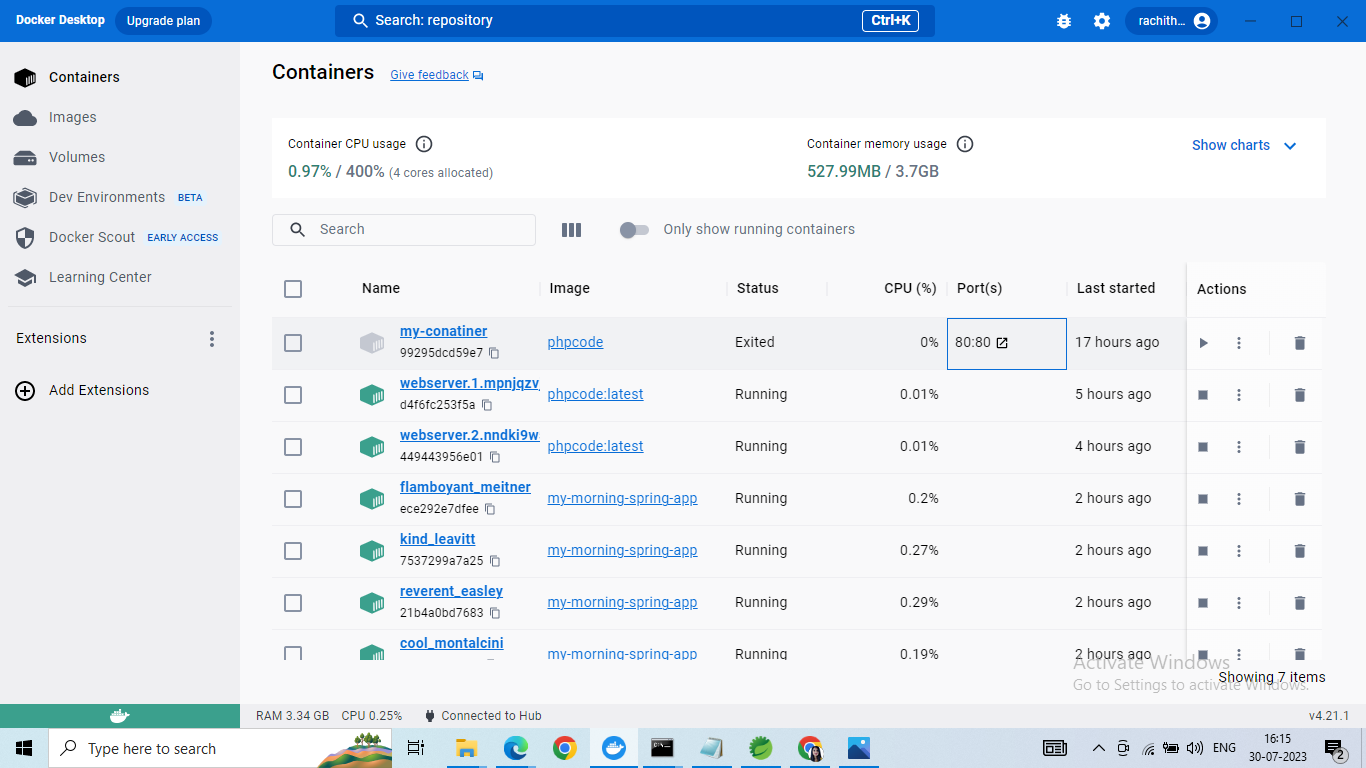 Docker Desktop Upgrade plan Search: repository Ctrl+K rachith...
Containers
Images
Volumes
Dev Environments BETA
Docker Scout EARLY ACCESS
Learning Center
Extensions
Add Extensions
Containers Give feedback
Container CPU usage
0.97% / 400% (4 cores allocated)
Container memory usage
527.99MB / 3.7GB
Show charts
Search Only show running containers
Name Image Status CPU (%) Port(s) Last started Actions
my-conatiner
99295dcd59e7
phpcode Exited 0% 80:80 17 hours ago
webserver.1.mpnjqzv
d4f6fc253f5a
phpcode:latest Running 0.01% 5 hours ago
webserver.2.nndki9w
449443956e01
phpcode:latest Running 0.01% 4 hours ago
flamboyant_meitner
ece292e7dfee
my-morning-spring-app Running 0.2% 2 hours ago
kind_leavitt
7537299a7a25
my-morning-spring-app Running 0.27% 2 hours ago
reverent_easley
21b4a0bd7683
my-morning-spring-app Running 0.29% 2 hours ago
cool_montalcini
my-morning-spring-app Running 0.19% 2 hours ago
Activate Windows
Go to Settings to activate Windows.
Showing 7 items
RAM 3.34 GB CPU 0.25% Connected to Hub v4.21.1
Type here to search
ENG
16:15
30-07-2023
2